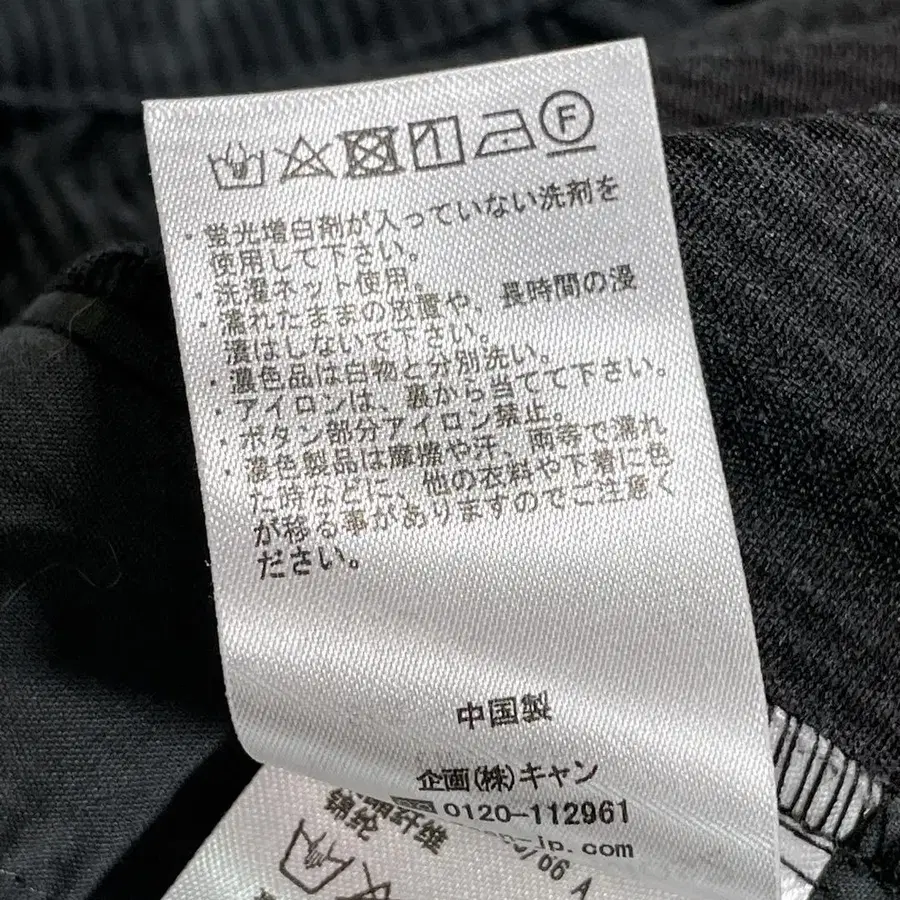 F
・蛍光増白剤が入っていない洗剤を
使用して下さい。
・洗濯ネット使用。
・濡れたままの放置や、長時間の浸
漬はしないで下さい。
・濃色品は白物と分別洗い。
・アイロンは、裏から当てて下さい。
・ボタン部分アイロン禁止。
・濃色製品は摩擦や汗、雨等で濡れ
た時などに、他の衣料や下着に色
が移る事がありますのでご注意く
ださい。
中国製
企画(株)キャン
0120-112961
-jp.com
/06 A
锦纶